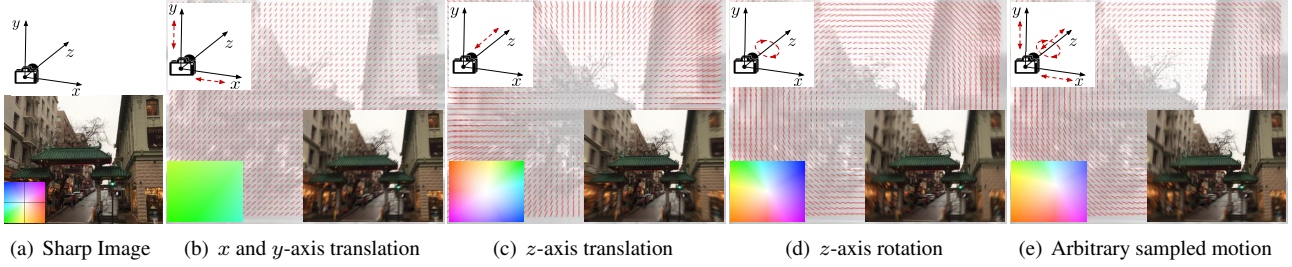 y
z
x
y
z
x
y
z
x
y
z
x
y
z
x
(a) Sharp Image
(b) x and y-axis translation
(c) z-axis translation
(d) z-axis rotation
(e) Arbitrary sampled motion